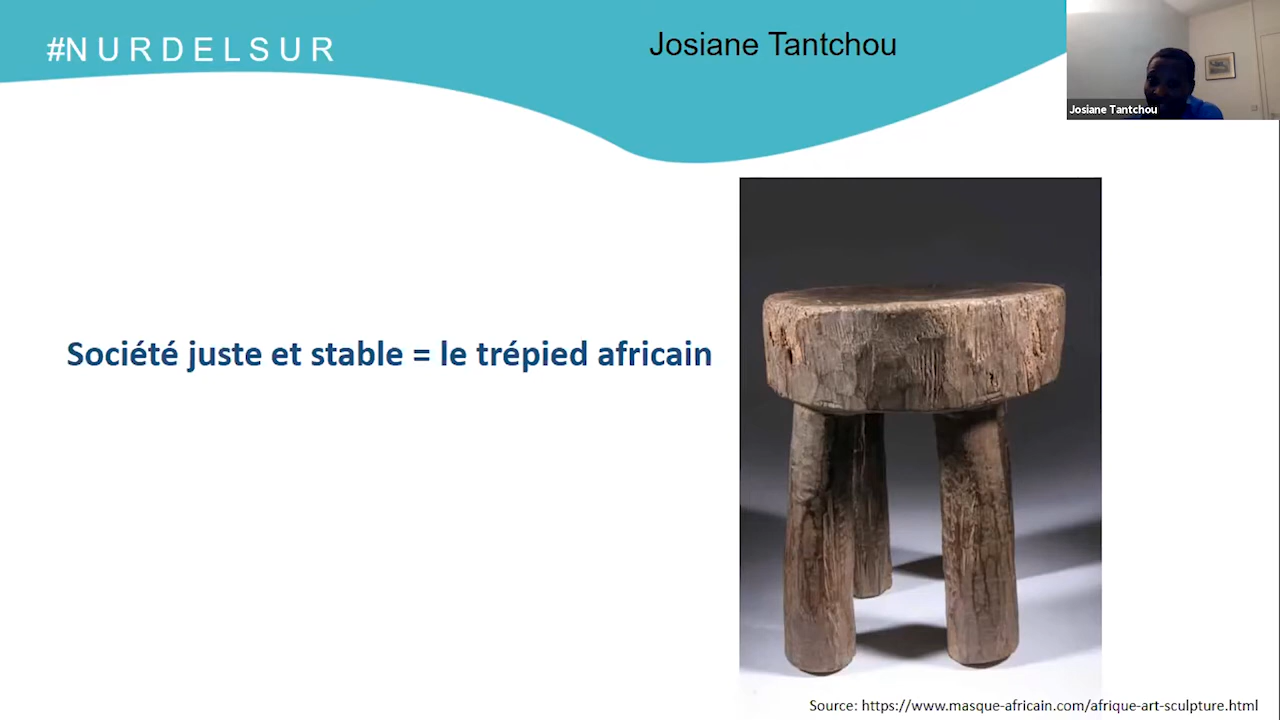 #NURDELSUR
Josiane Tantchou
Josiane Tantchou
Société juste et stable = le trépied africain
Source: https://www.masque-africain.com/afrique-art-sculpture.html